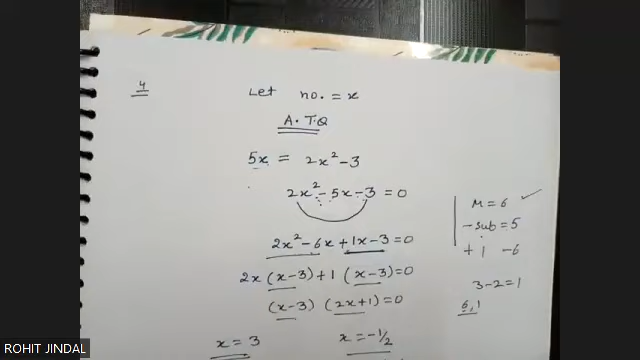 4
Let no. = x
A.T.Q
5x = 2x² - 3
2x² - 5x - 3 = 0
2x² - 6x + 1x - 3 = 0
2x (x-3) + 1 (x-3) = 0
(x-3) (2x+1) = 0
x = 3 x = -1/2
M = 6 ✓
- sub = 5
+ 1 - 6
3 - 2 = 1
6, 1
ROHIT JINDAL